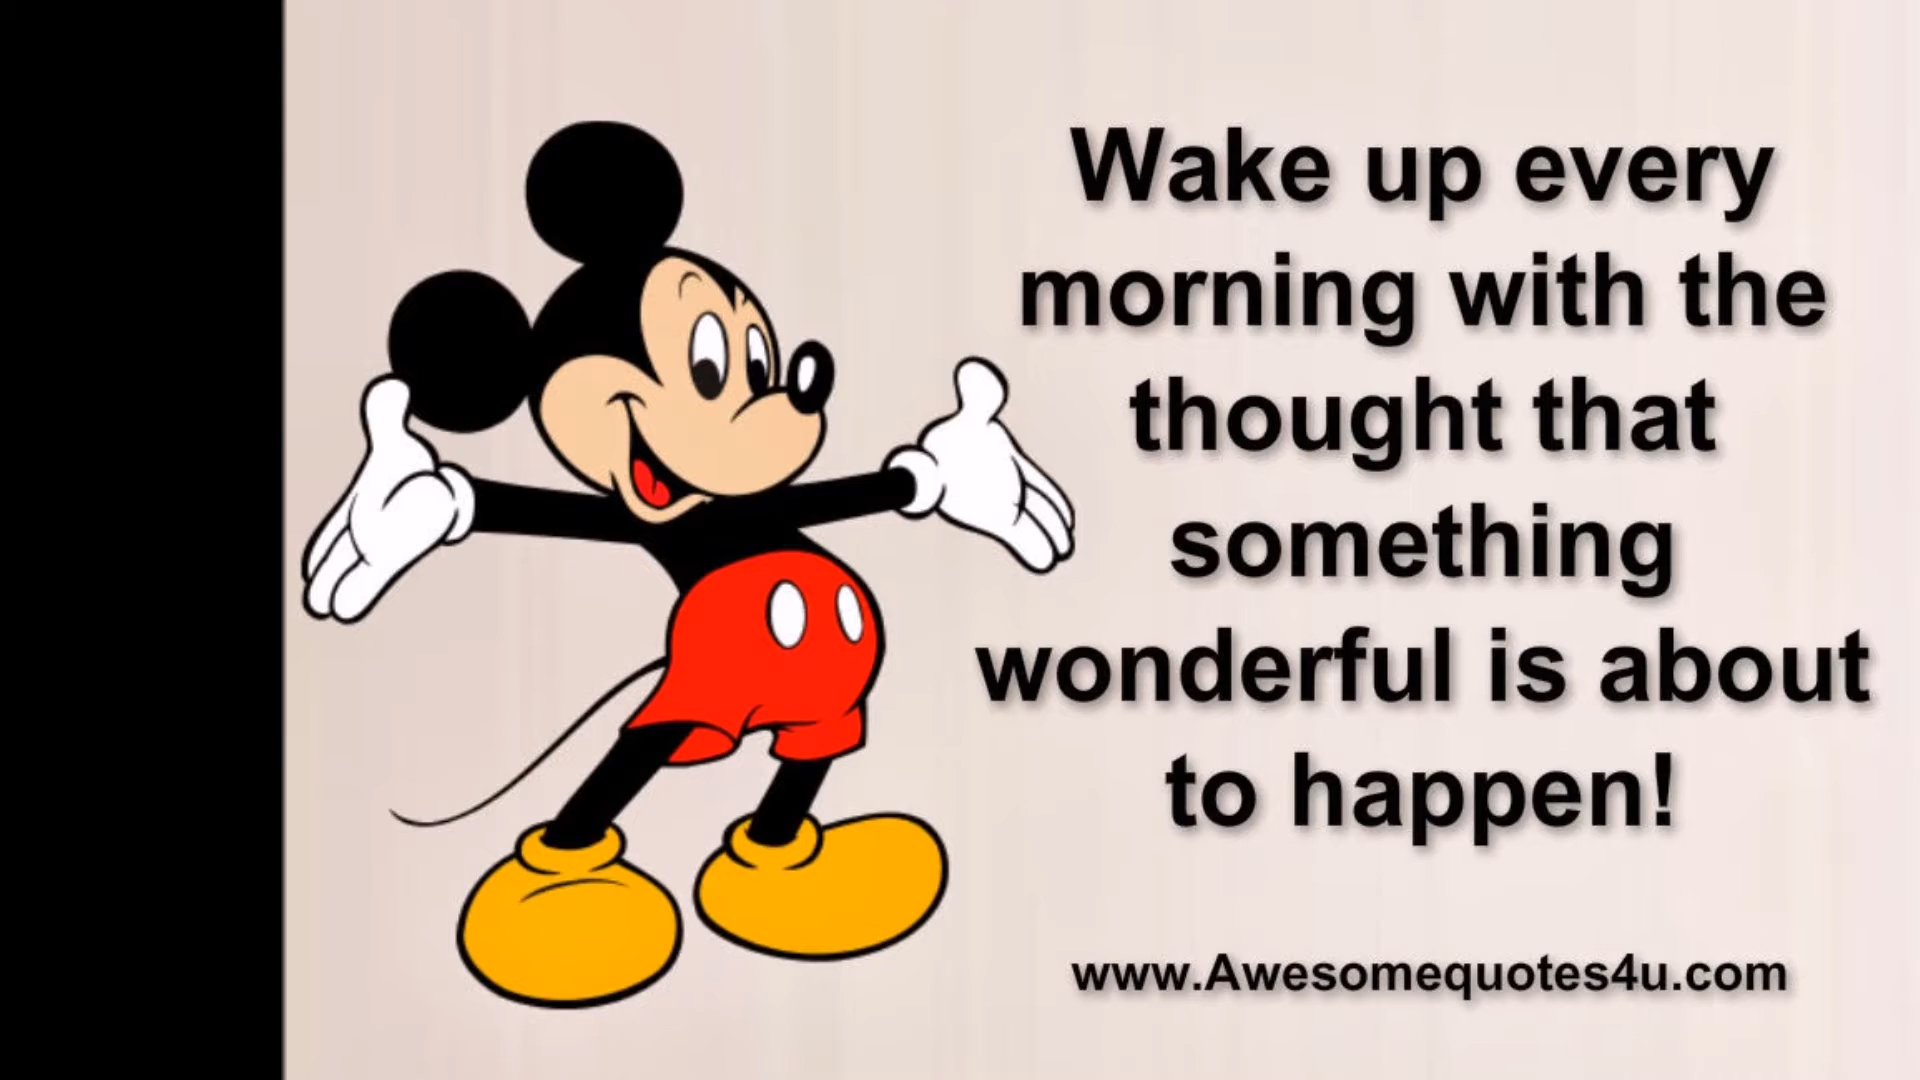 Wake up every
morning with the
thought that
something
wonderful is about
to happen!
www.Awesomequotes4u.com